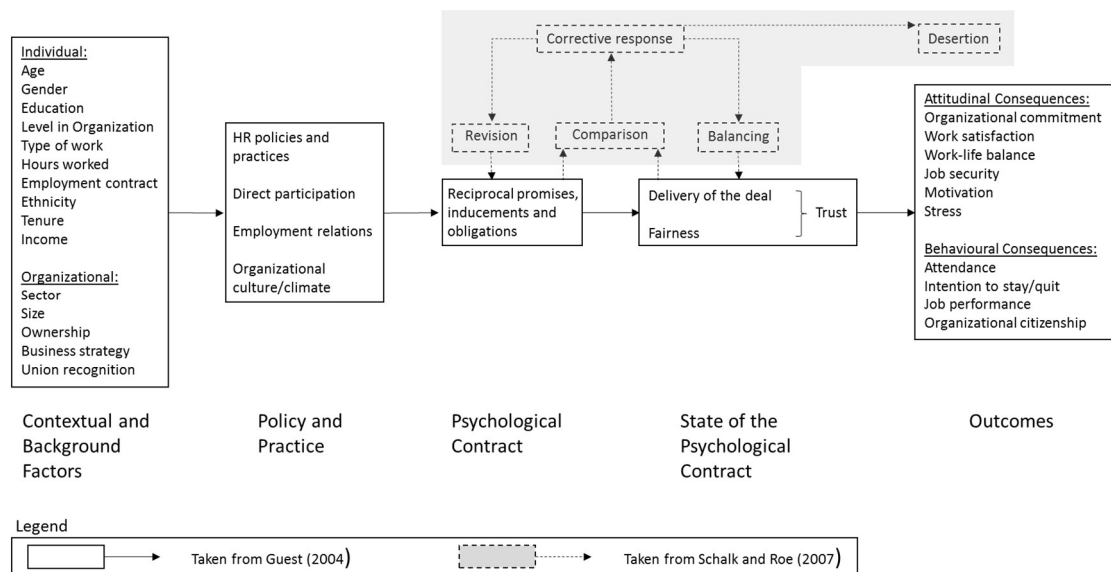 Individual:
Age
Gender
Education
Level in Organization
Type of work
Hours worked
Employment contract
Ethnicity
Tenure
Income
Organizational:
Sector
Size
Ownership
Business strategy
Union recognition
HR policies and
practices
Direct participation
Employment relations
Organizational
culture/climate
Corrective response
Desertion
Revision
Comparison
Balancing
Reciprocal promises,
inducements and
obligations
Delivery of the deal
Fairness
Trust
Attitudinal Consequences:
Organizational commitment
Work satisfaction
Work-life balance
Job security
Motivation
Stress
Behavioural Consequences:
Attendance
Intention to stay/quit
Job performance
Organizational citizenship
Contextual and
Background
Factors
Policy and
Practice
Psychological
Contract
State of the
Psychological
Contract
Outcomes
Legend
Taken from Guest (2004)
Taken from Schalk and Roe (2007)